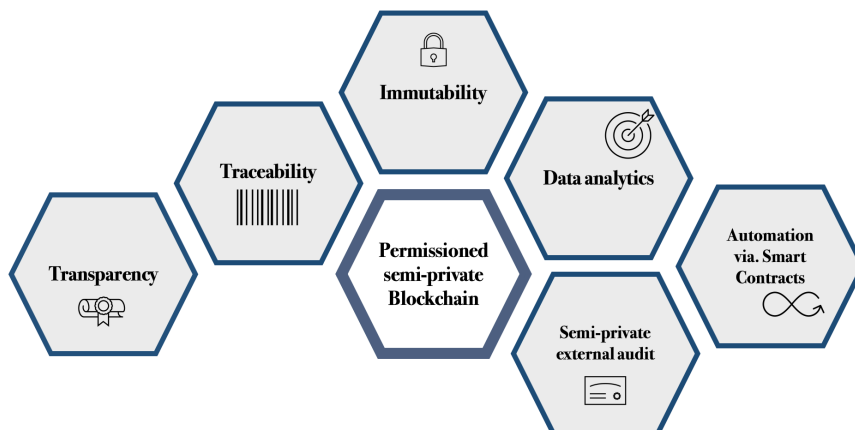 Immutability
Traceability
Data analytics
Transparency
Permissioned
semi-private
Blockchain
Automation
via. Smart
Contracts
Semi-private
external audit